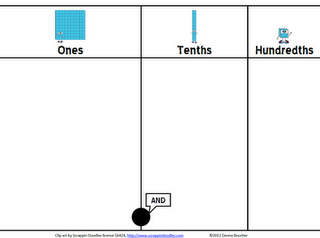 Ones Tenths Hundredths
AND
Clip art by Scrappin Doodles license 56424, http://www.scrappindoodles.com ©2012 Donna Boucher